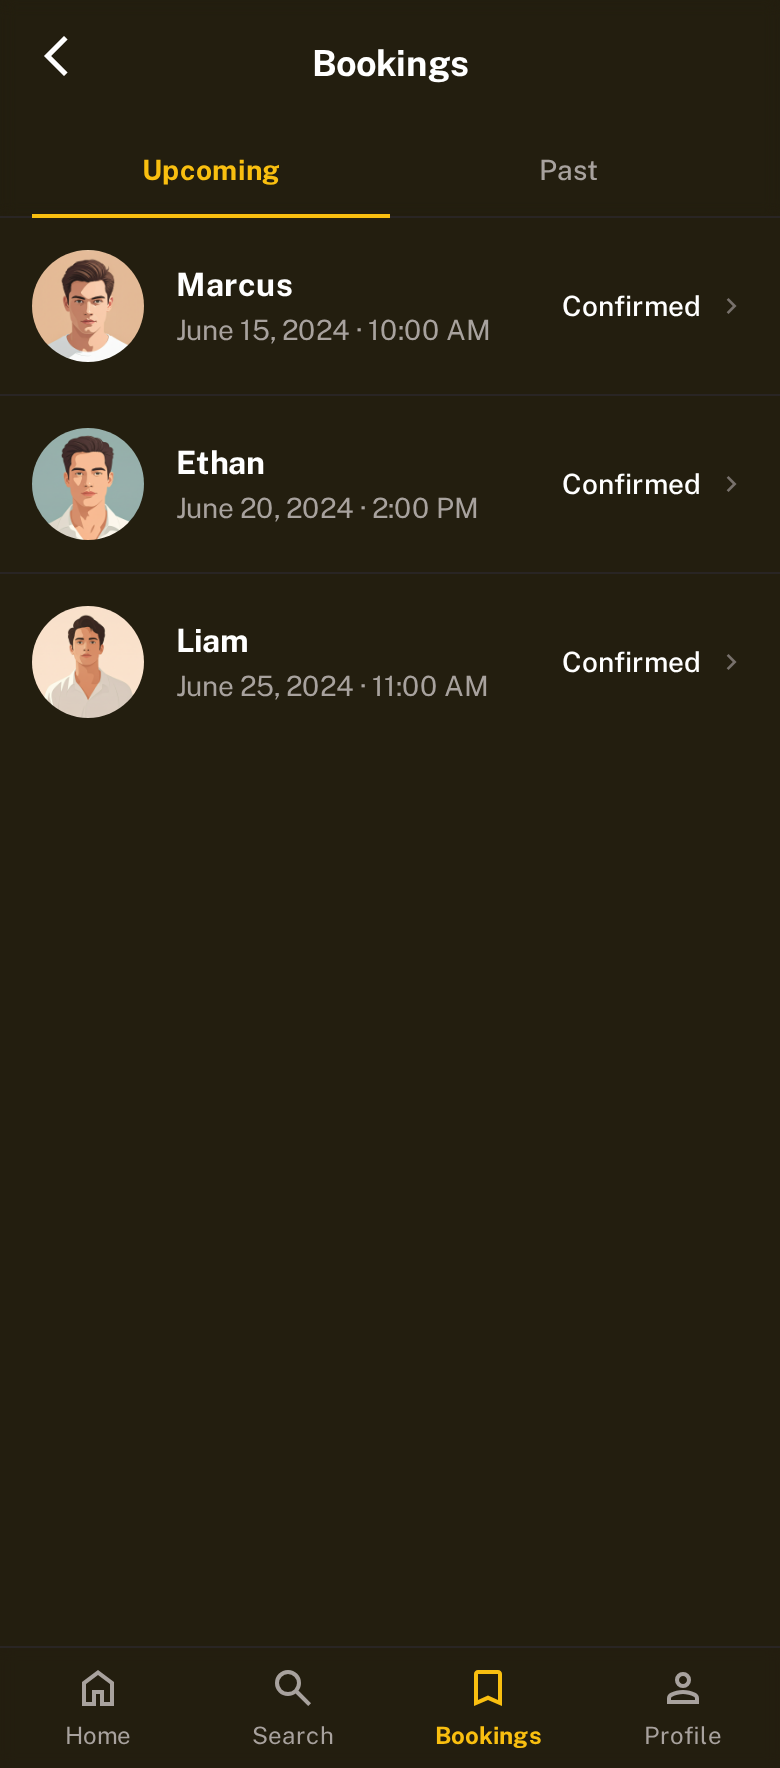 Bookings
Upcoming
Past
Marcus
June 15, 2024 · 10:00 AM
Confirmed
Ethan
June 20, 2024 · 2:00 PM
Confirmed
Liam
June 25, 2024 · 11:00 AM
Confirmed
Home
Search
Bookings
Profile